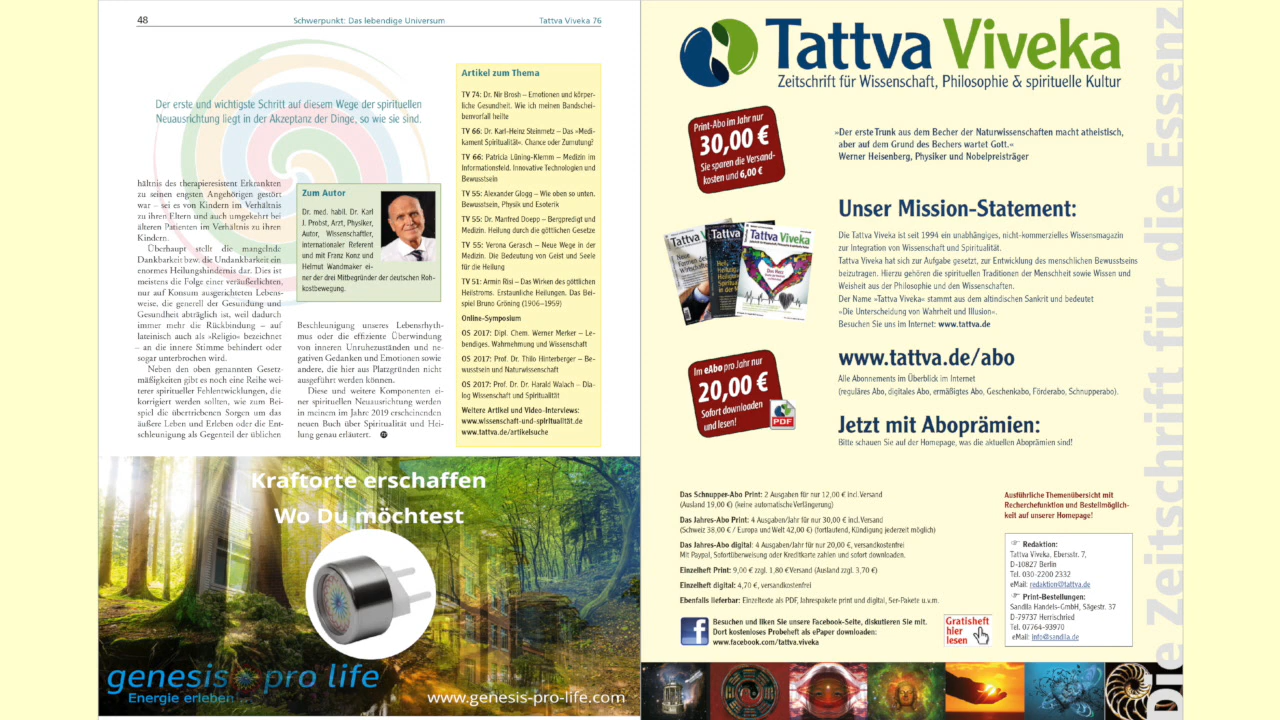 48
Schwerpunkt: Das lebendige Universum
Tattva Viveka 76
Der erste und wichtigste Schritt auf diesem Wege der spirituellen
Neuausrichtung liegt in der Akzeptanz der Dinge, so wie sie sind.
hältnis des therapieresistent Erkrankten
zu seinen engsten Angehörigen gestört
war – sei es von Kindern im Verhältnis
zu ihren Eltern und auch umgekehrt bei
älteren Patienten im Verhältnis zu ihren
Kindern.
Überhaupt stellt die mangelnde
Dankbarkeit bzw. die Undankbarkeit ein
enormes Heilungshindernis dar. Dies ist
meistens die Folge einer veräußerlichten,
nur auf Konsum ausgerichteten Lebens-
weise, die generell der Gesundung und
Gesundheit abträglich ist, weil dadurch
immer mehr die Rückbindung – auf
lateinisch auch als »Religio« bezeichnet
– an die innere Stimme behindert oder
sogar unterbrochen wird.
Neben den oben genannten Gesetz-
mäßigkeiten gibt es noch eine Reihe wei-
terer spiritueller Fehlentwicklungen, die
korrigiert werden sollten, wie zum Bei-
spiel die übertriebenen Sorgen um das
äußere Leben und Erleben oder die Ent-
schleunigung als Gegenteil der üblichen
Zum Autor
Dr. med. habil. Dr. Karl
J. Probst, Arzt, Physiker,
Autor, Wissenschaftler,
internationaler Referent
und mit Franz Konz und
Helmut Wandmaker ei-
ner der drei Mitbegründer der deutschen Roh-
kostbewegung.
Beschleunigung unseres Lebensrhyth-
mus oder die effiziente Überwindung
von inneren Unruhezuständen und ne-
gativen Gedanken und Emotionen sowie
andere, die hier aus Platzgründen nicht
ausgeführt werden können.
Diese und weitere Komponenten ei-
ner spirituellen Neuausrichtung werden
in meinem im Jahre 2019 erscheinenden
neuen Buch über Spiritualität und Hei-
lung genau erläutert.
Artikel zum Thema
TV 74: Dr. Nir Brosh – Emotionen und körper-
liche Gesundheit. Wie ich meinen Bandschei-
benvorfall heilte
TV 66: Dr. Karl-Heinz Steinmetz – Das »Medi-
kament Spiritualität«. Chance oder Zumutung?
TV 66: Patricia Lüning-Klemm – Medizin im
Informationsfeld. Innovative Technologien und
Bewusstsein
TV 55: Alexander Glogg – Wie oben so unten.
Bewusstsein, Physik und Esoterik
TV 55: Dr. Manfred Doepp – Bergpredigt und
Medizin. Heilung durch die göttlichen Gesetze
TV 55: Verona Gerasch – Neue Wege in der
Medizin. Die Bedeutung von Geist und Seele
für die Heilung
TV 51: Armin Risi – Das Wirken des göttlichen
Heilstroms. Erstaunliche Heilungen. Das Bei-
spiel Bruno Gröning (1906–1959)
Online-Symposium
OS 2017: Dipl. Chem. Werner Merker – Le-
bendiges. Wahrnehmung und Wissenschaft
OS 2017: Prof. Dr. Thilo Hinterberger – Be-
wusstsein und Naturwissenschaft
OS 2017: Prof. Dr. Dr. Harald Walach – Dia-
log Wissenschaft und Spiritualität
Weitere Artikel und Video-Interviews:
www.wissenschaft-und-spiritualität.de
www.tattva.de/artikelsuche
Kraftorte erschaffen
Wo Du möchtest
genesis pro life
Energie erleben...
www.genesis-pro-life.com
Tattva Viveka
Zeitschrift für Wissenschaft, Philosophie & spirituelle Kultur
Print-Abo im Jahr nur
30,00 €
Sie sparen die Versand-
kosten und 6,00 €
»Der erste Trunk aus dem Becher der Naturwissenschaften macht atheistisch,
aber auf dem Grund des Bechers wartet Gott.«
Werner Heisenberg, Physiker und Nobelpreisträger
Unser Mission-Statement:
Die Tattva Viveka ist seit 1994 ein unabhängiges, nicht-kommerzielles Wissensmagazin
zur Integration von Wissenschaft und Spiritualität.
Tattva Viveka hat sich zur Aufgabe gesetzt, zur Entwicklung des menschlichen Bewusstseins
beizutragen. Hierzu gehören die spirituellen Traditionen der Menschheit sowie Wissen und
Weisheit aus der Philosophie und den Wissenschaften.
Der Name »Tattva Viveka« stammt aus dem altindischen Sankrit und bedeutet
»Die Unterscheidung von Wahrheit und Illusion«.
Besuchen Sie uns im Internet: www.tattva.de
Tattva Viveka
Im eAbo pro Jahr nur
20,00 €
Sofort downloaden
und lesen!
PDF
www.tattva.de/abo
Alle Abonnements im Überblick im Internet
(reguläres Abo, digitales Abo, ermäßigtes Abo, Geschenkabo, Förderabo, Schnupperabo).
Jetzt mit Aboprämien:
Bitte schauen Sie auf der Homepage, was die aktuellen Aboprämien sind!
Das Schnupper-Abo Print: 2 Ausgaben für nur 12,00 € incl. Versand
(Ausland 19,00 €) (keine automatische Verlängerung)
Das Jahres-Abo Print: 4 Ausgaben/Jahr für nur 30,00 € incl. Versand
(Schweiz 38,00 € / Europa und Welt 42,00 €) (fortlaufend, Kündigung jederzeit möglich)
Das Jahres-Abo digital: 4 Ausgaben/Jahr für nur 20,00 €, versandkostenfrei
Mit Paypal, Sofortüberweisung oder Kreditkarte zahlen und sofort downloaden.
Einzelheft Print: 9,00 € zzgl. 1,80 € Versand (Ausland zzgl. 3,70 €)
Einzelheft digital: 4,70 €, versandkostenfrei
Ebenfalls lieferbar: Einzeltexte als PDF, Jahrespakete print und digital, 5er-Pakete u.v.m.
Besuchen und liken Sie unsere Facebook-Seite, diskutieren Sie mit.
Dort kostenloses Probeheft als ePaper downloaden:
www.facebook.com/tattva.viveka
Gratisheft
hier
lesen
Ausführliche Themenübersicht mit
Recherchefunktion und Bestellmöglich-
keit auf unserer Homepage!
☞ Redaktion:
Tattva Viveka, Ebersstr. 7,
D-10827 Berlin
Tel. 030-2200 2332
eMail: redaktion@tattva.de
☞ Print-Bestellungen:
Sandila Handels-GmbH, Sägestr. 37
D-79737 Herrischried
Tel. 07764-93970
eMail: info@sandila.de
Die Zeitschrift für die Essenz